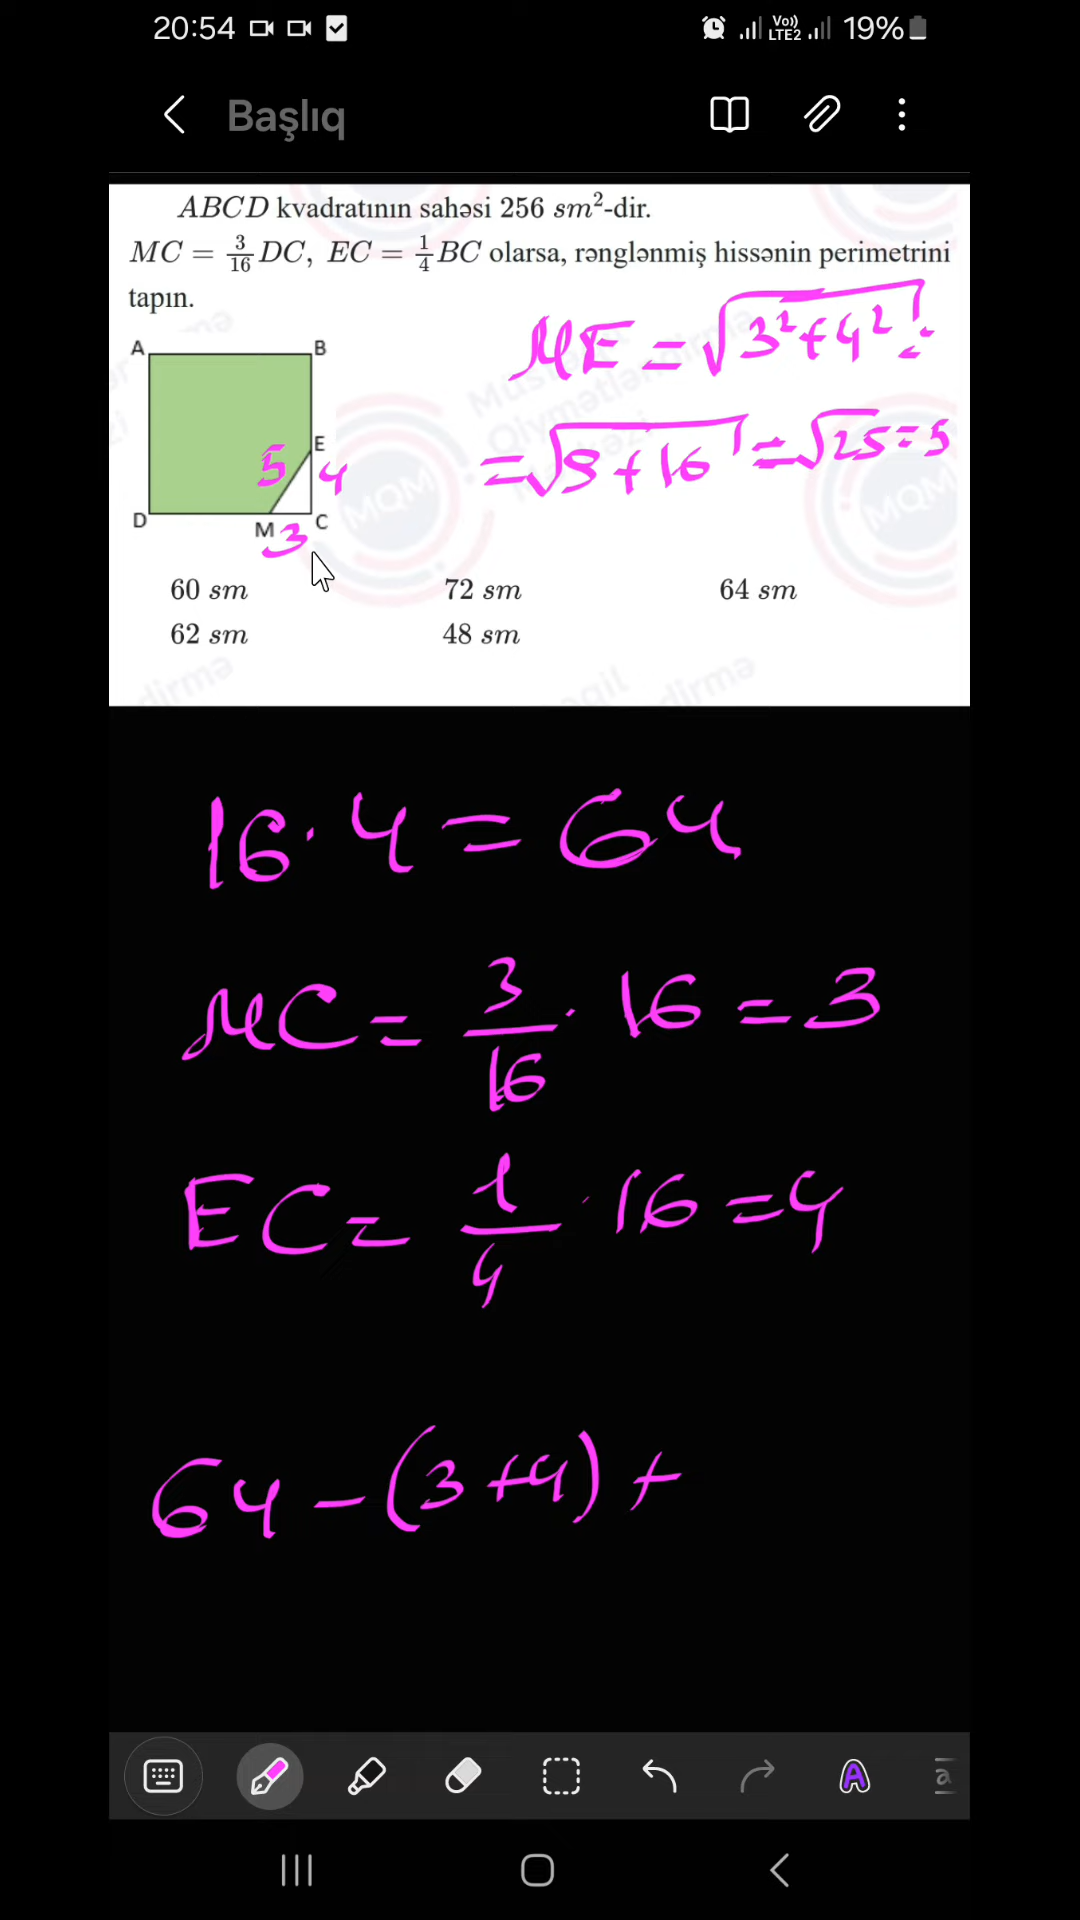 20:54 Vo)) LTE2 19%
Başlıq
ABCD kvadratının sahəsi 256 sm²-dir.
MC = 3/16 DC, EC = 1/4 BC olarsa, rənglənmiş hissənin perimetrini
tapın.
ME = √(3²+4²) =
= √(9+16) = √25 = 5
A B
E
5 4
D M C
3
60 sm 72 sm 64 sm
62 sm 48 sm
16·4=64
MC = 3/16 · 16 = 3
EC = 1/4 · 16 = 4
64 - (3+4) +
A a